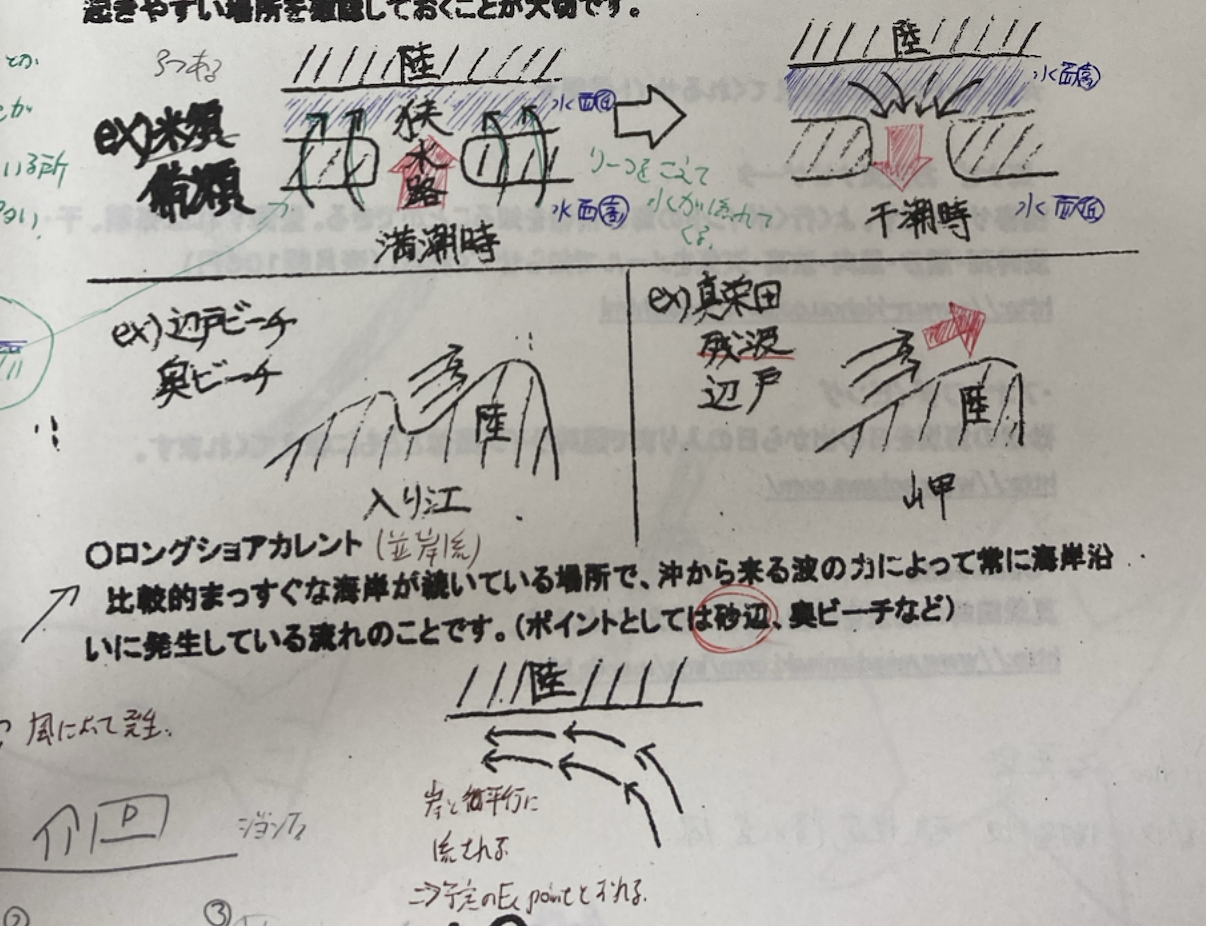 起きやすい場所を確認しておくことが大切です。
ex)米須
備瀬
陸
狭水路
水面低
水面高
満潮時
リーフをこえて
水が流れて
くる。
陸
水面高
水面低
干潮時
ex)辺戸ビーチ
奥ビーチ
陸
入り江
ex)真栄田
残波
辺戸
陸
岬
○ロングショアカレント(並岸流)
比較的まっすぐな海岸が続いている場所で、沖から来る波の力によって常に海岸沿
いに発生している流れのことです。(ポイントとしては砂辺、奥ビーチなど)
陸
風によって発生。
岸と平行に
流される
⇒予定のEx pointとずれる。
P
②
③